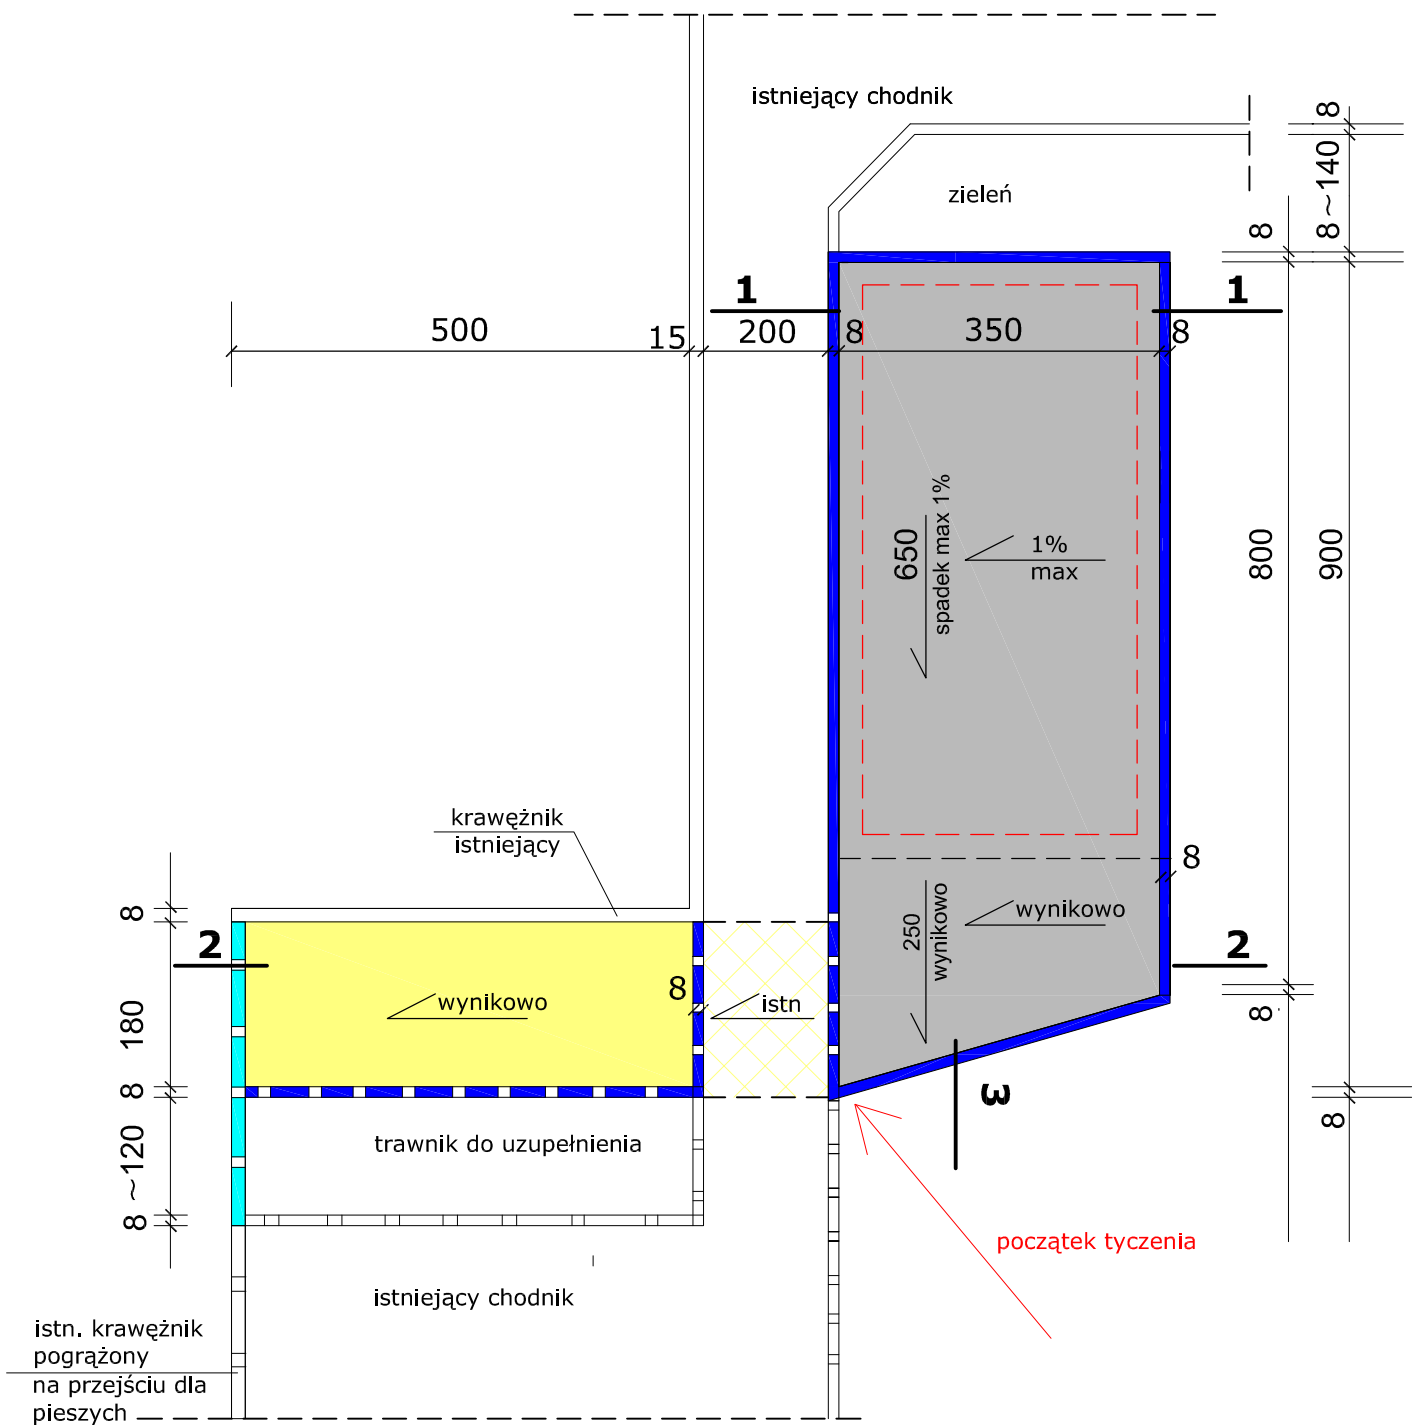 istniejący chodnik
8
~140
8
zieleń
8
1
1
500
15
200
8
350
8
650
spadek max 1%
1%
max
800
900
krawężnik
istniejący
8
8
250
wynikowo
wynikowo
2
2
180
wynikowo
8
istn
8
8
8
3
~120
trawnik do uzupełnienia
8
początek tyczenia
istniejący chodnik
istn. krawężnik
pogrążony
na przejściu dla
pieszych